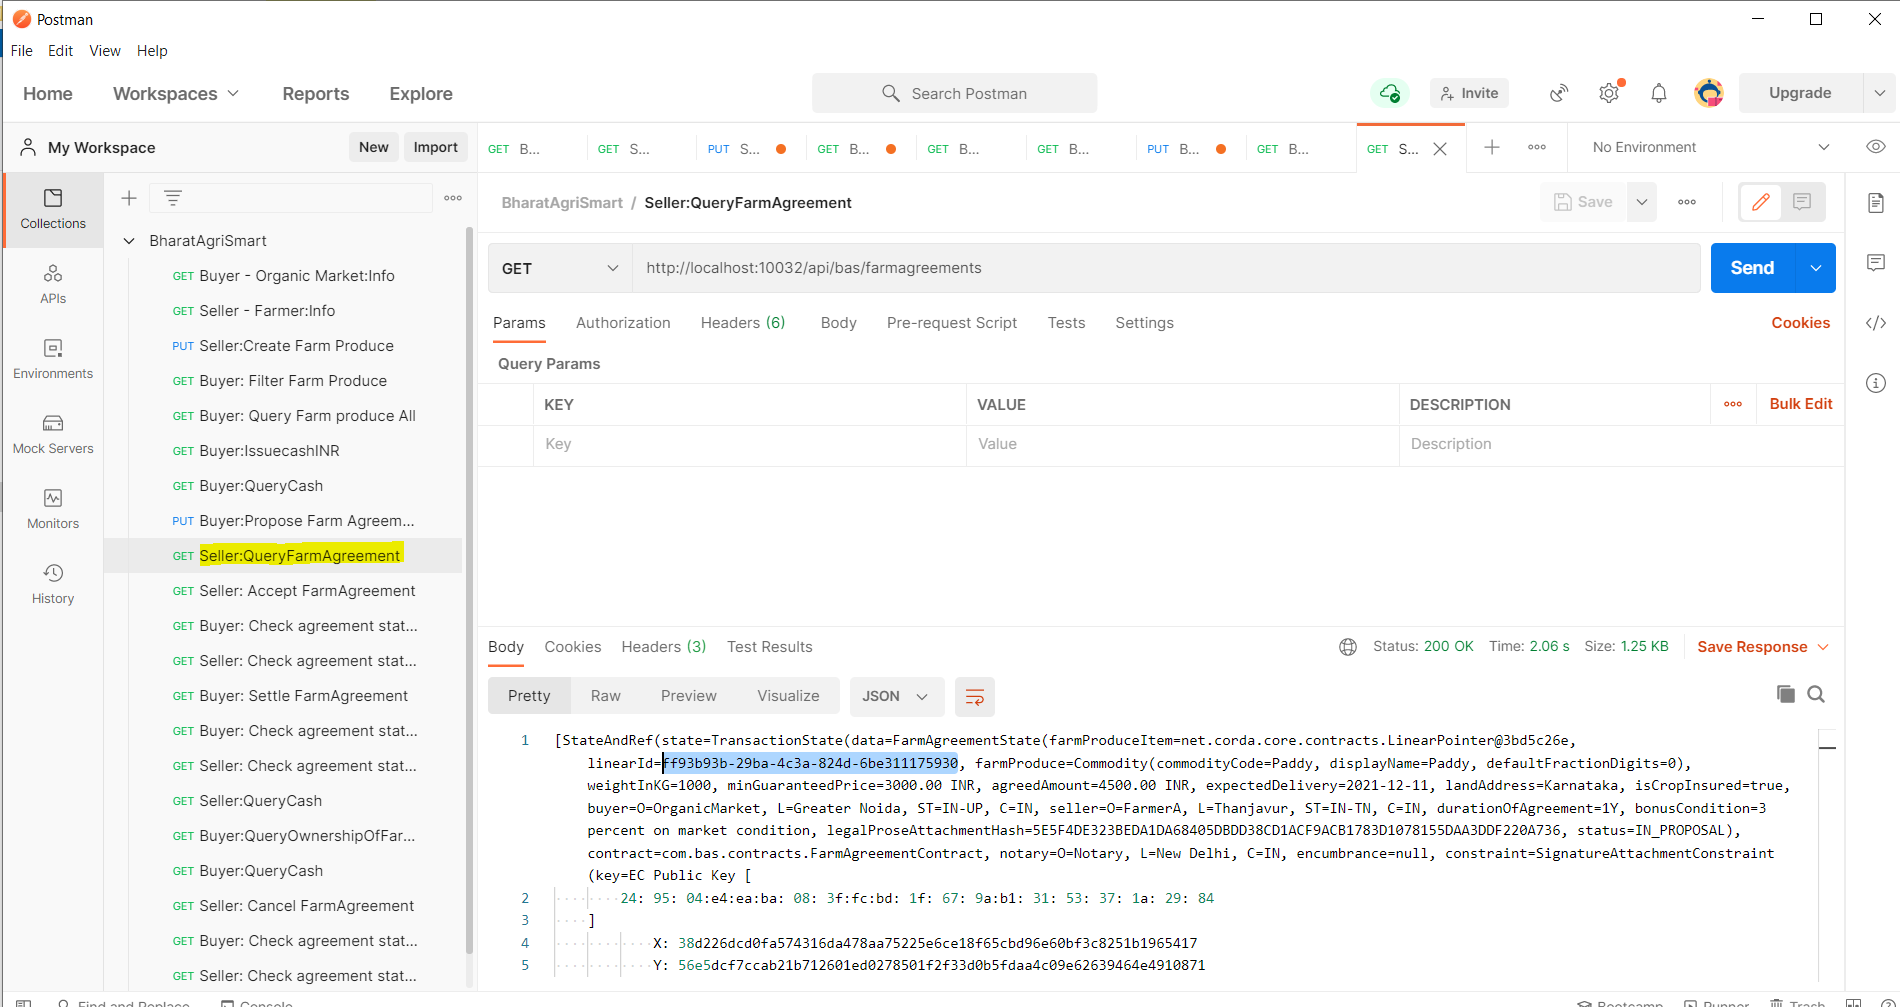 Postman
File Edit View Help
Home Workspaces Reports Explore Search Postman Invite Upgrade
My Workspace New Import
GET B... GET S... PUT S... GET B... GET B... GET B... PUT B... GET B... GET S... No Environment
Collections
APIs
Environments
Mock Servers
Monitors
History
BharatAgriSmart
GET Buyer - Organic Market:Info
GET Seller - Farmer:Info
PUT Seller:Create Farm Produce
GET Buyer: Filter Farm Produce
GET Buyer: Query Farm produce All
GET Buyer:IssuecashINR
GET Buyer:QueryCash
PUT Buyer:Propose Farm Agreem...
GET Seller:QueryFarmAgreement
GET Seller: Accept FarmAgreement
GET Buyer: Check agreement stat...
GET Seller: Check agreement stat...
GET Buyer: Settle FarmAgreement
GET Buyer: Check agreement stat...
GET Seller: Check agreement stat...
GET Seller:QueryCash
GET Buyer:QueryOwnershipOfFar...
GET Buyer:QueryCash
GET Seller: Cancel FarmAgreement
GET Buyer: Check agreement stat...
GET Seller: Check agreement stat...
BharatAgriSmart / Seller:QueryFarmAgreement Save
GET http://localhost:10032/api/bas/farmagreements Send
Params Authorization Headers (6) Body Pre-request Script Tests Settings Cookies
Query Params
KEY VALUE DESCRIPTION Bulk Edit
Key Value Description
Body Cookies Headers (3) Test Results Status: 200 OK Time: 2.06 s Size: 1.25 KB Save Response
Pretty Raw Preview Visualize JSON
1 [StateAndRef(state=TransactionState(data=FarmAgreementState(farmProduceItem=net.corda.core.contracts.LinearPointer@3bd5c26e,
linearId=ff93b93b-29ba-4c3a-824d-6be311175930, farmProduce=Commodity(commodityCode=Paddy, displayName=Paddy, defaultFractionDigits=0),
weightInKG=1000, minGuaranteedPrice=3000.00 INR, agreedAmount=4500.00 INR, expectedDelivery=2021-12-11, landAddress=Karnataka, isCropInsured=true,
buyer=O=OrganicMarket, L=Greater Noida, ST=IN-UP, C=IN, seller=O=FarmerA, L=Thanjavur, ST=IN-TN, C=IN, durationOfAgreement=1Y, bonusCondition=3
percent on market condition, legalProseAttachmentHash=5E5F4DE323BEDA1DA68405DBDD38CD1ACF9ACB1783D1078155DAA3DDF220A736, status=IN_PROPOSAL),
contract=com.bas.contracts.FarmAgreementContract, notary=O=Notary, L=New Delhi, C=IN, encumbrance=null, constraint=SignatureAttachmentConstraint
(key=EC Public Key [
2 24: 95: 04:e4:ea:ba: 08: 3f:fc:bd: 1f: 67: 9a:b1: 31: 53: 37: 1a: 29: 84
3 ]
4 X: 38d226dcd0fa574316da478aa75225e6ce18f65cbd96e60bf3c8251b1965417
5 Y: 56e5dcf7ccab21b712601ed0278501f2f33d0b5fdaa4c09e62639464e4910871
Find and Replace Console Bootcamp Runner Trash